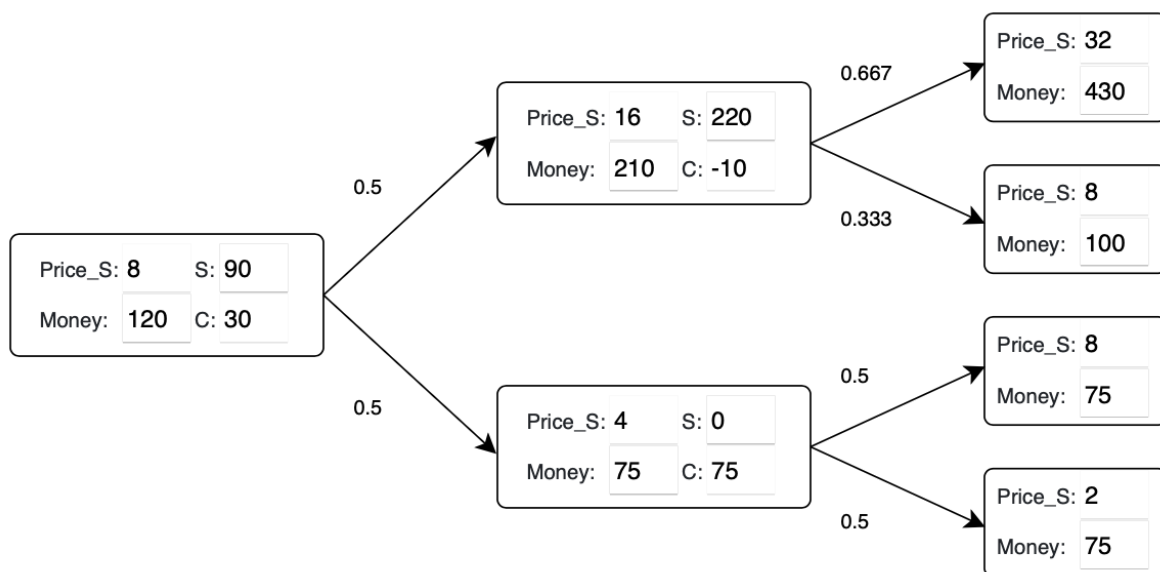 Price_S: 8 S: 90
Money: 120 C: 30
0.5
0.5
Price_S: 16 S: 220
Money: 210 C: -10
Price_S: 4 S: 0
Money: 75 C: 75
0.667
0.333
0.5
0.5
Price_S: 32
Money: 430
Price_S: 8
Money: 100
Price_S: 8
Money: 75
Price_S: 2
Money: 75